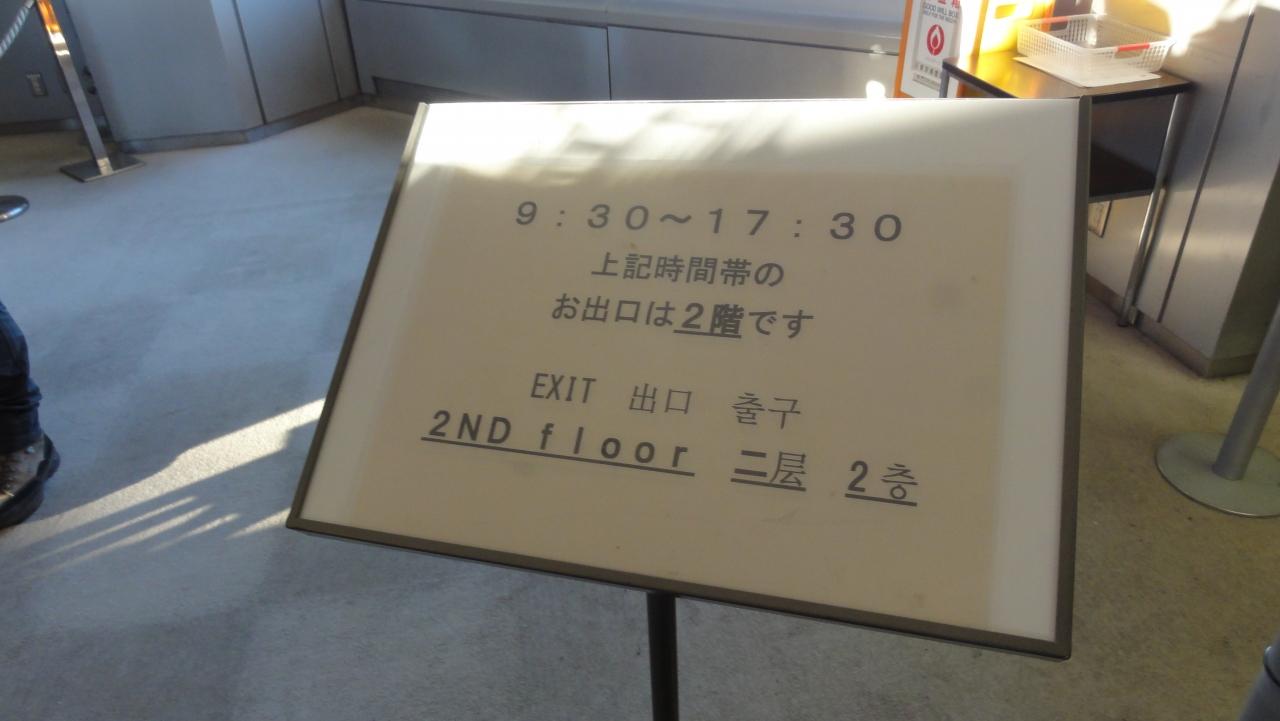 9：30～17：30
上記時間帯の
お出口は2階です
EXIT 出口 출구
2ND floor 二层 2층